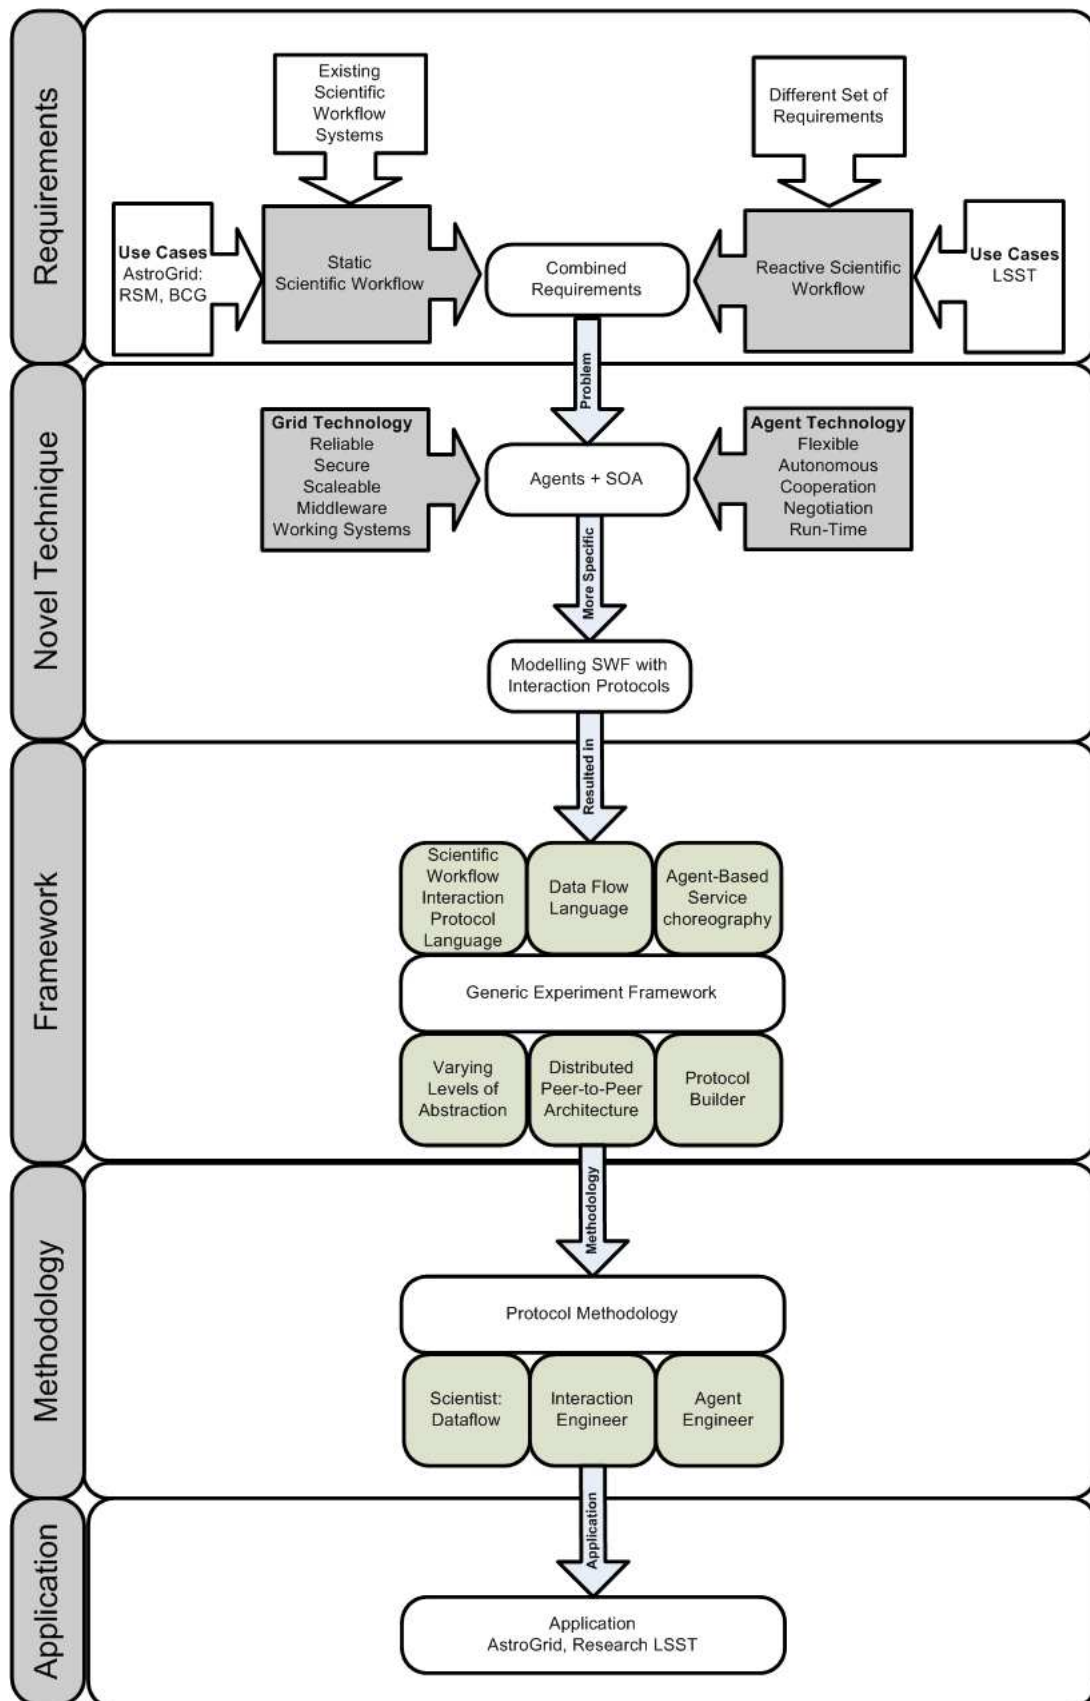 Requirements
Existing
Scientific
Workflow
Systems
Different Set of
Requirements
Use Cases
AstroGrid:
RSM, BCG
Static
Scientific Workflow
Combined
Requirements
Reactive Scientific
Workflow
Use Cases
LSST
Problem
Novel Technique
Grid Technology
Reliable
Secure
Scaleable
Middleware
Working Systems
Agents + SOA
Agent Technology
Flexible
Autonomous
Cooperation
Negotiation
Run-Time
More Specific
Modelling SWF with
Interaction Protocols
Resulted in
Framework
Scientific
Workflow
Interaction
Protocol
Language
Data Flow
Language
Agent-Based
Service
choreography
Generic Experiment Framework
Varying
Levels of
Abstraction
Distributed
Peer-to-Peer
Architecture
Protocol
Builder
Methodology
Methodology
Protocol Methodology
Scientist:
Dataflow
Interaction
Engineer
Agent
Engineer
Application
Application
Application
AstroGrid, Research LSST